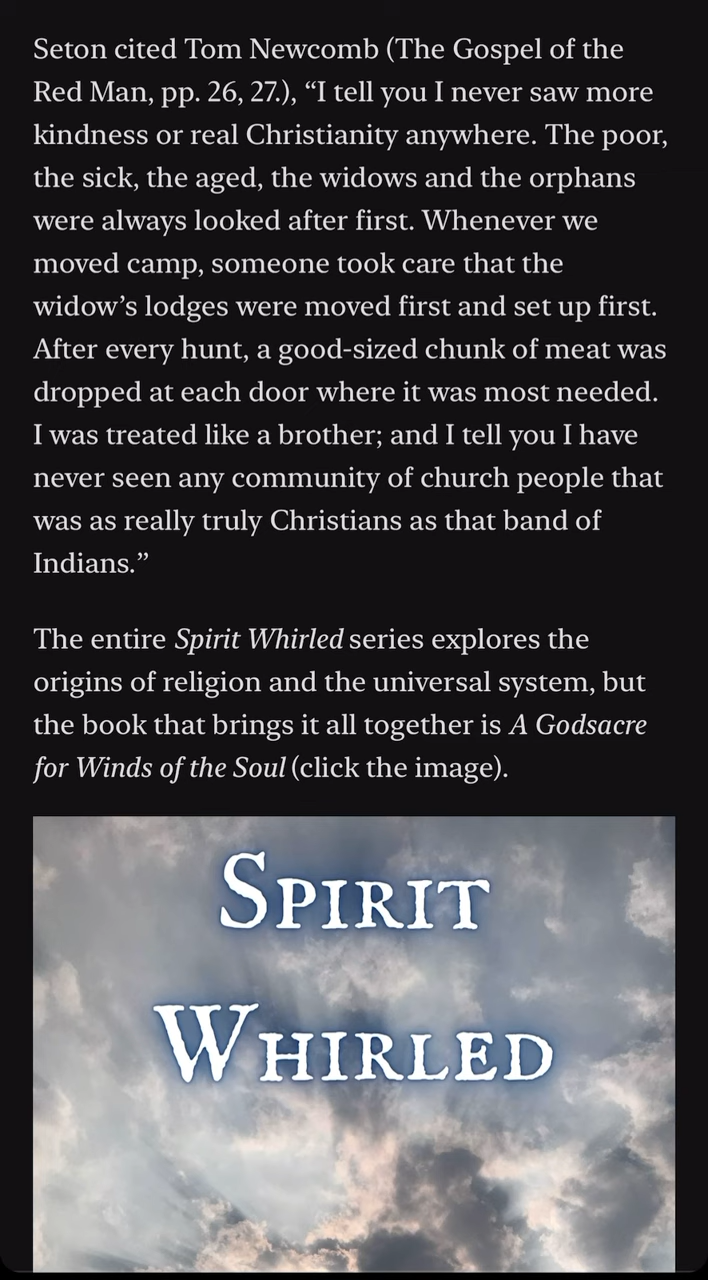 Seton cited Tom Newcomb (The Gospel of the
Red Man, pp. 26, 27.), “I tell you I never saw more
kindness or real Christianity anywhere. The poor,
the sick, the aged, the widows and the orphans
were always looked after first. Whenever we
moved camp, someone took care that the
widow’s lodges were moved first and set up first.
After every hunt, a good-sized chunk of meat was
dropped at each door where it was most needed.
I was treated like a brother; and I tell you I have
never seen any community of church people that
was as really truly Christians as that band of
Indians.”
The entire Spirit Whirled series explores the
origins of religion and the universal system, but
the book that brings it all together is A Godsacre
for Winds of the Soul (click the image).
Spirit
Whirled